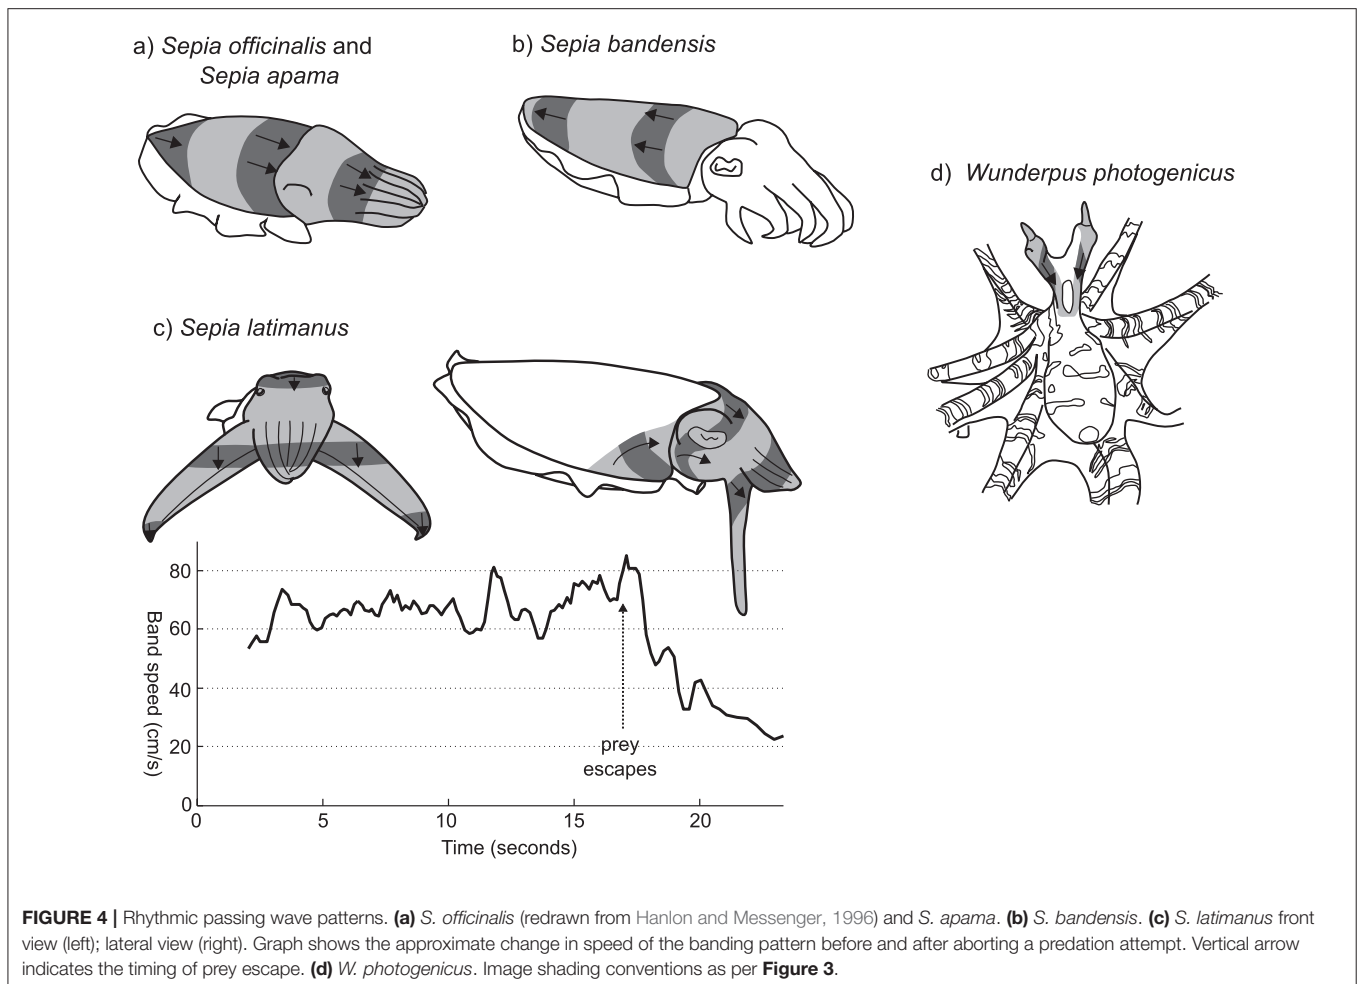 a) Sepia officinalis and
Sepia apama
b) Sepia bandensis
d) Wunderpus photogenicus
c) Sepia latimanus
80
60
40
20
0
Band speed (cm/s)
prey
escapes
0 5 10 15 20
Time (seconds)
FIGURE 4 | Rhythmic passing wave patterns. (a) S. officinalis (redrawn from Hanlon and Messenger, 1996) and S. apama. (b) S. bandensis. (c) S. latimanus front
view (left); lateral view (right). Graph shows the approximate change in speed of the banding pattern before and after aborting a predation attempt. Vertical arrow
indicates the timing of prey escape. (d) W. photogenicus. Image shading conventions as per Figure 3.